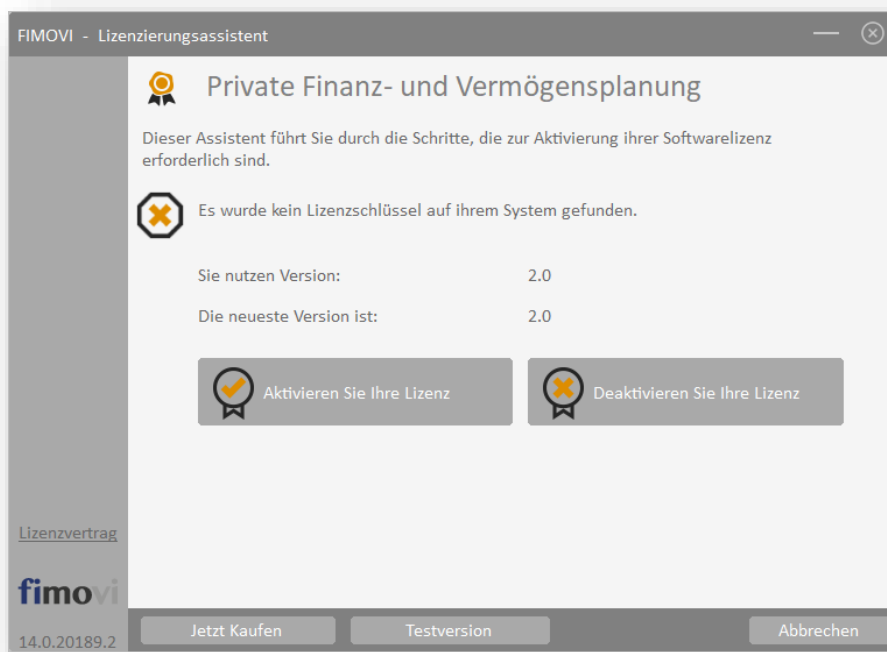 FIMOVI - Lizenzierungsassistent
Private Finanz- und Vermögensplanung
Dieser Assistent führt Sie durch die Schritte, die zur Aktivierung ihrer Softwarelizenz
erforderlich sind.
Es wurde kein Lizenzschlüssel auf ihrem System gefunden.
Sie nutzen Version: 2.0
Die neueste Version ist: 2.0
Aktivieren Sie Ihre Lizenz
Deaktivieren Sie Ihre Lizenz
Lizenzvertrag
fimovi
14.0.20189.2
Jetzt Kaufen
Testversion
Abbrechen